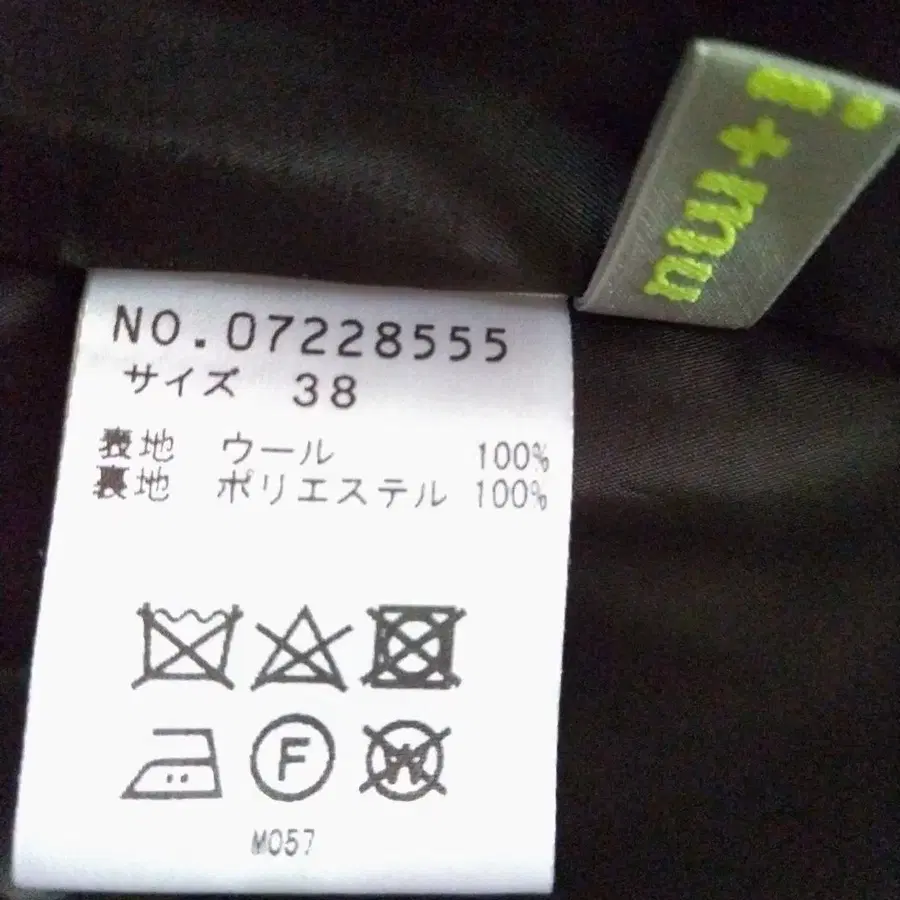 NO.07228555
サイズ 38
表地 ウール 100%
裏地 ポリエステル 100%
F
W
M057
i+mu